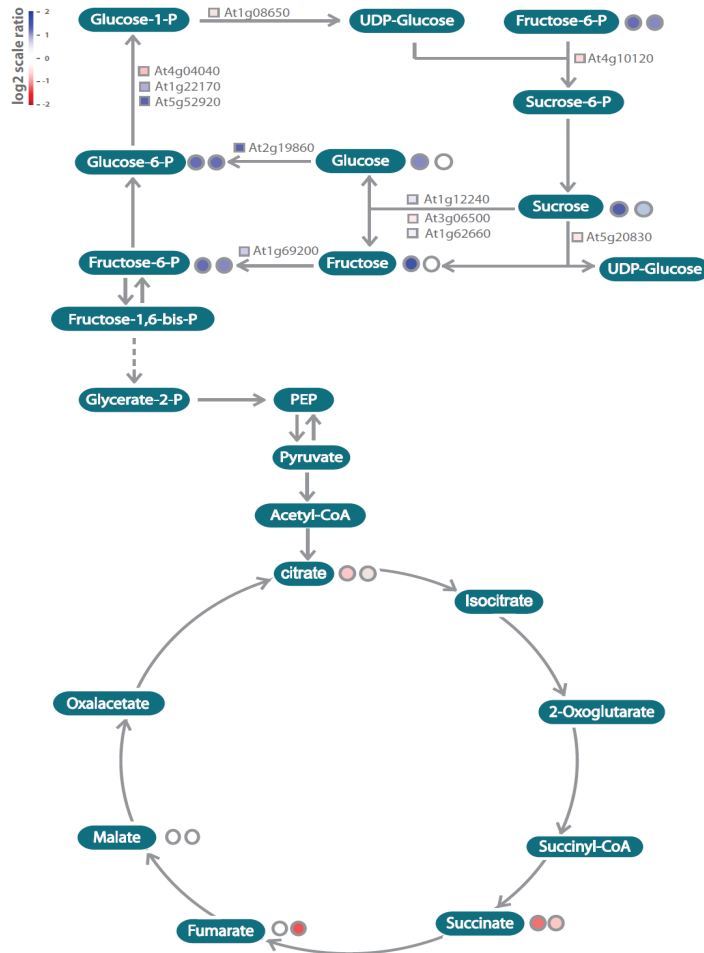 log2 scale ratio
2
1
0
-1
-2
Glucose-1-P
At1g08650
UDP-Glucose
Fructose-6-P
At4g04040
At1g22170
At5g52920
At4g10120
Sucrose-6-P
Glucose-6-P
At2g19860
Glucose
At1g12240
At3g06500
At1g62660
Sucrose
At5g20830
Fructose-6-P
At1g69200
Fructose
UDP-Glucose
Fructose-1,6-bis-P
Glycerate-2-P
PEP
Pyruvate
Acetyl-CoA
citrate
Isocitrate
Oxalacetate
2-Oxoglutarate
Malate
Succinyl-CoA
Fumarate
Succinate